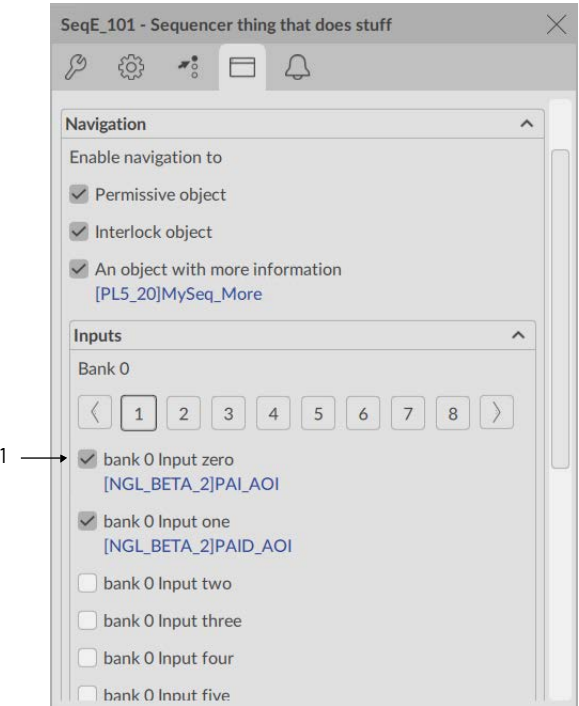 SeqE_101 - Sequencer thing that does stuff
Navigation
Enable navigation to
Permissive object
Interlock object
An object with more information
[PL5_20]MySeq_More
Inputs
Bank 0
1 2 3 4 5 6 7 8
1
bank 0 Input zero
[NGL_BETA_2]PAI_AOI
bank 0 Input one
[NGL_BETA_2]PAID_AOI
bank 0 Input two
bank 0 Input three
bank 0 Input four
bank 0 Input five